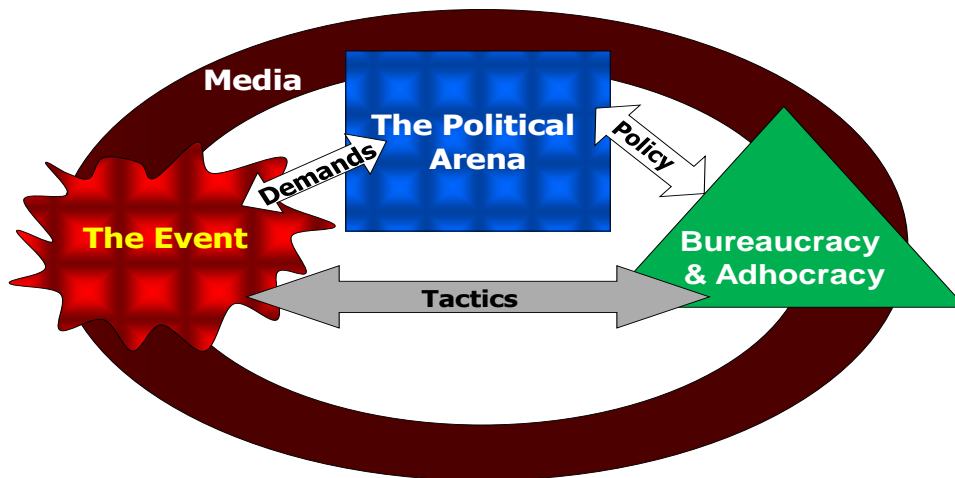 Media
The Political
Arena
Demands
Policy
The Event
Bureaucracy
& Adhocracy
Tactics